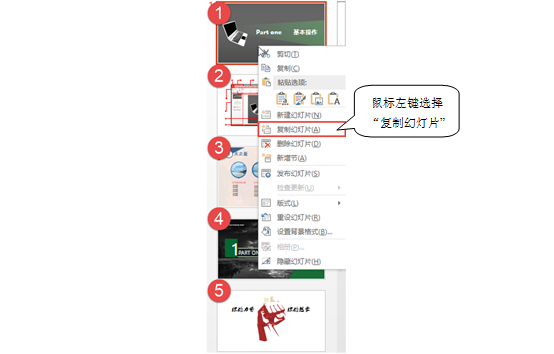 1
Part one 基本操作
剪切(T)
复制(C)
粘贴选项:
新建幻灯片(N)
复制幻灯片(A)
删除幻灯片(D)
新增节(A)
发布幻灯片(S)
检查更新(U)
版式(L)
重设幻灯片(R)
设置背景格式(B)...
相册(P)...
隐藏幻灯片(H)
鼠标左键选择
“复制幻灯片”
2
3
4
1 PART ON
5